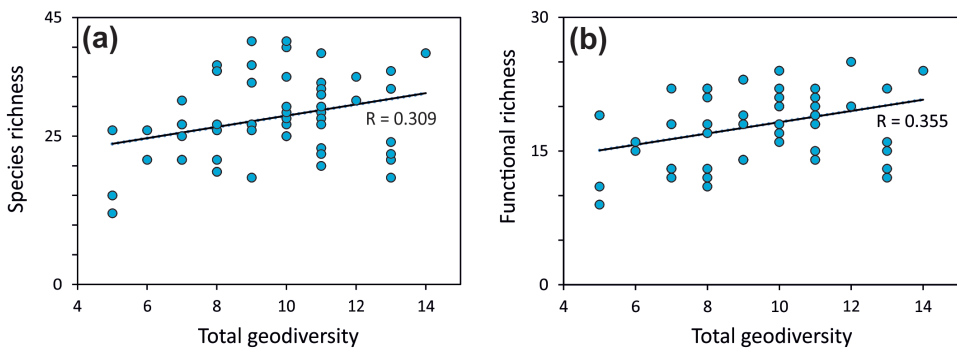 (a)
Species richness
45
25
0
R = 0.309
4 6 8 10 12 14
Total geodiversity
(b)
Functional richness
30
15
0
R = 0.355
4 6 8 10 12 14
Total geodiversity